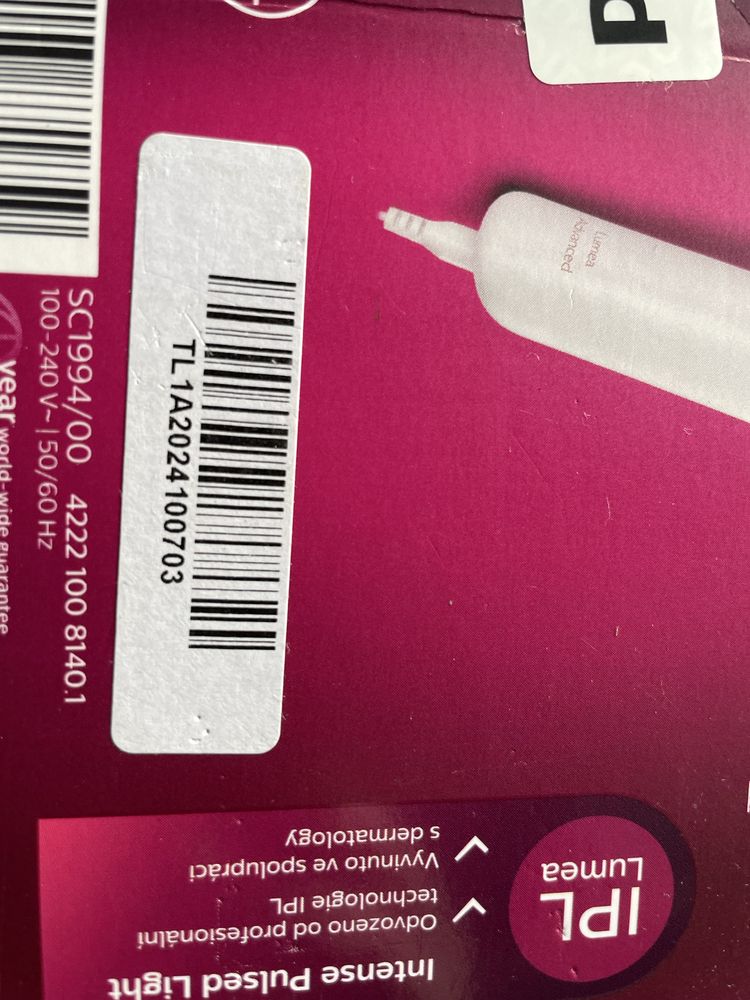 P
Lumea
Advanced
TL1A2024100703
SC1994/00 4222 100 8140.1
100-240 V~ | 50/60 Hz
year world-wide guarantee
IPL
Lumea
Intense Pulsed Light
Odvozeno od profesionální
technologie IPL
Vyvinuto ve spolupráci
s dermatology